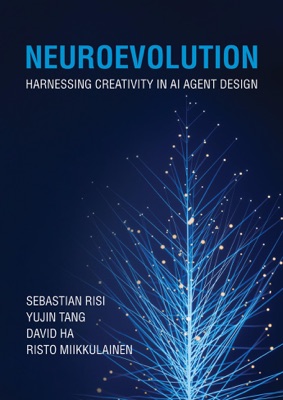 NEUROEVOLUTION
HARNESSING CREATIVITY IN AI AGENT DESIGN
SEBASTIAN RISI
YUJIN TANG
DAVID HA
RISTO MIIKKULAINEN